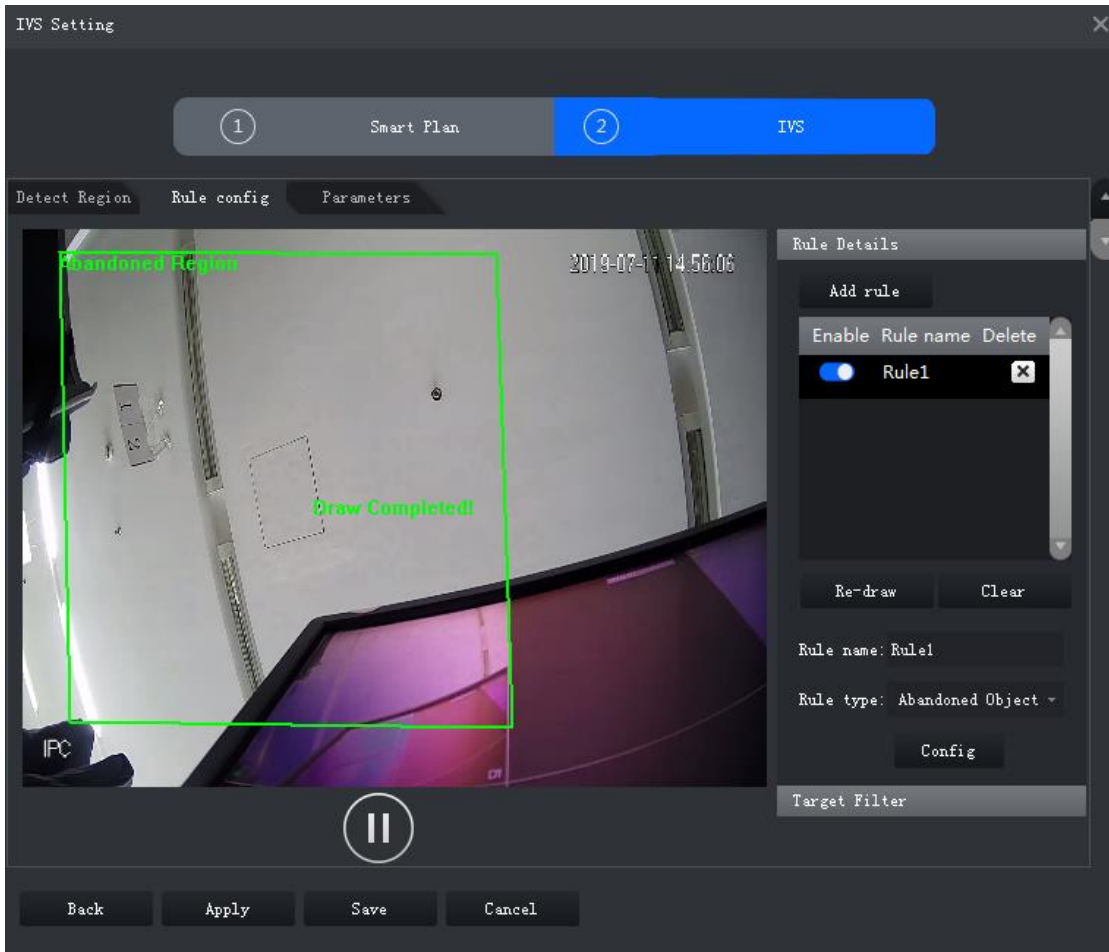 IVS Setting
1 Smart Plan 2 IVS
Detect Region Rule config Parameters
Abandoned Region
2019-07-11 14:56:06
1 2
Draw Completed!
IPC
Rule Details
Add rule
Enable Rule name Delete
Rule1
Re-draw Clear
Rule name: Rule1
Rule type: Abandoned Object
Config
Target Filter
Back Apply Save Cancel